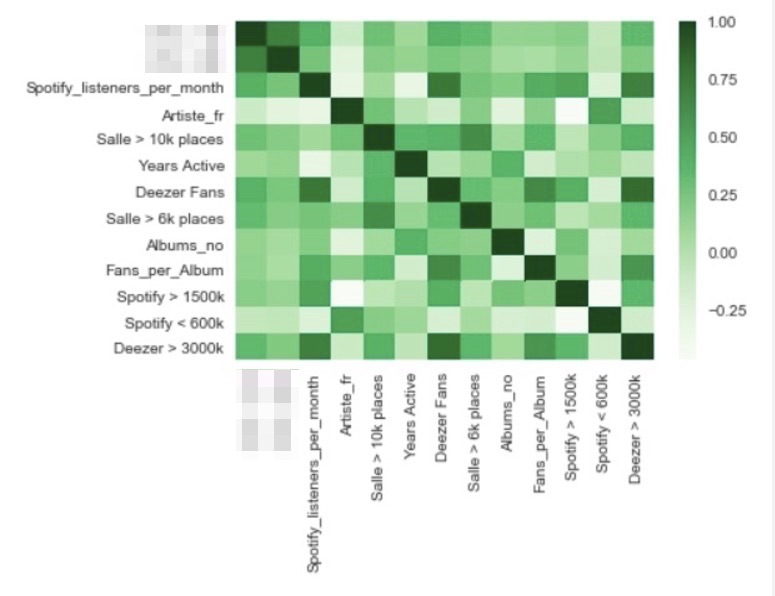 1.00
Spotify_listeners_per_month
0.75
Artiste_fr
Salle > 10k places
0.50
Years Active
Deezer Fans
0.25
Salle > 6k places
Albums_no
0.00
Fans_per_Album
Spotify > 1500k
−0.25
Spotify < 600k
Deezer > 3000k
Spotify_listeners_per_month
Artiste_fr
Salle > 10k places
Years Active
Deezer Fans
Salle > 6k places
Albums_no
Fans_per_Album
Spotify > 1500k
Spotify < 600k
Deezer > 3000k